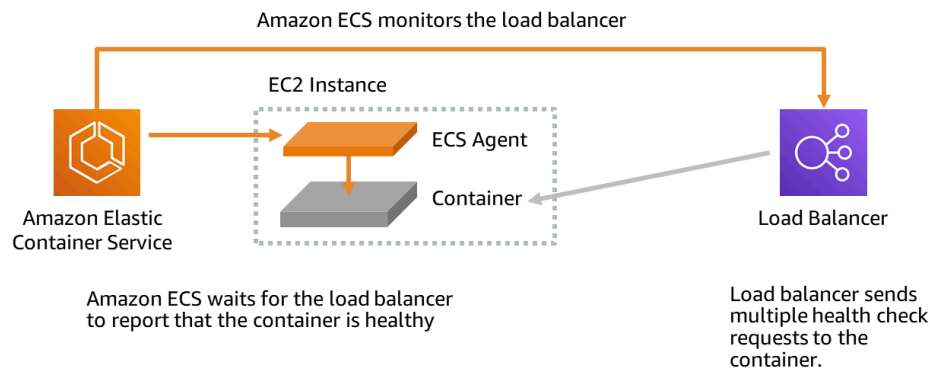 Amazon ECS monitors the load balancer
EC2 Instance
ECS Agent
Container
Amazon Elastic
Container Service
Load Balancer
Amazon ECS waits for the load balancer
to report that the container is healthy
Load balancer sends
multiple health check
requests to the
container.